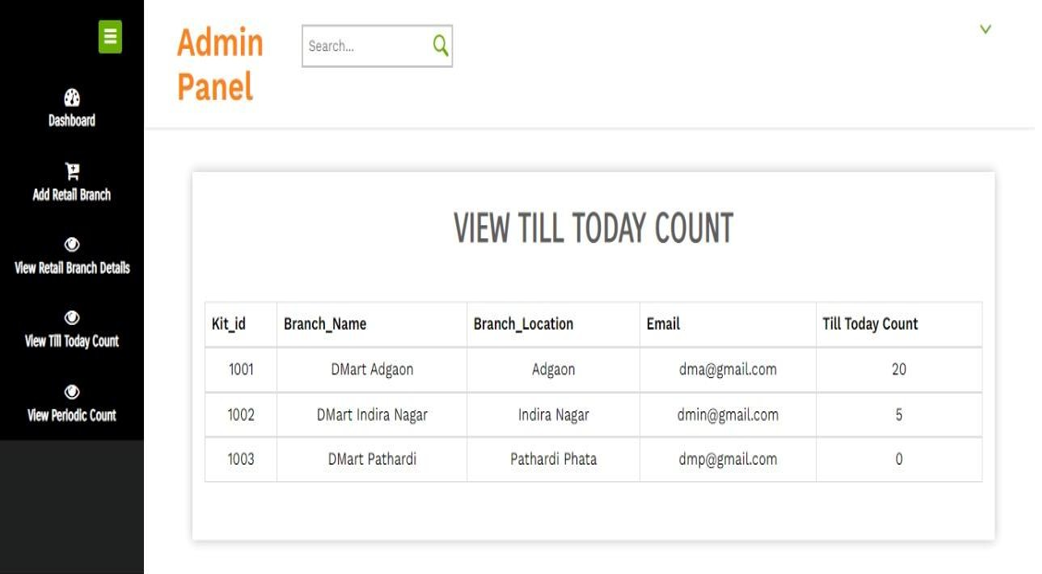 Admin
Panel
Search...
Dashboard
Add Retail Branch
View Retail Branch Details
View Till Today Count
View Periodic Count
VIEW TILL TODAY COUNT
Kit_id Branch_Name Branch_Location Email Till Today Count
1001 DMart Adgaon Adgaon dma@gmail.com 20
1002 DMart Indira Nagar Indira Nagar dmin@gmail.com 5
1003 DMart Pathardi Pathardi Phata dmp@gmail.com 0